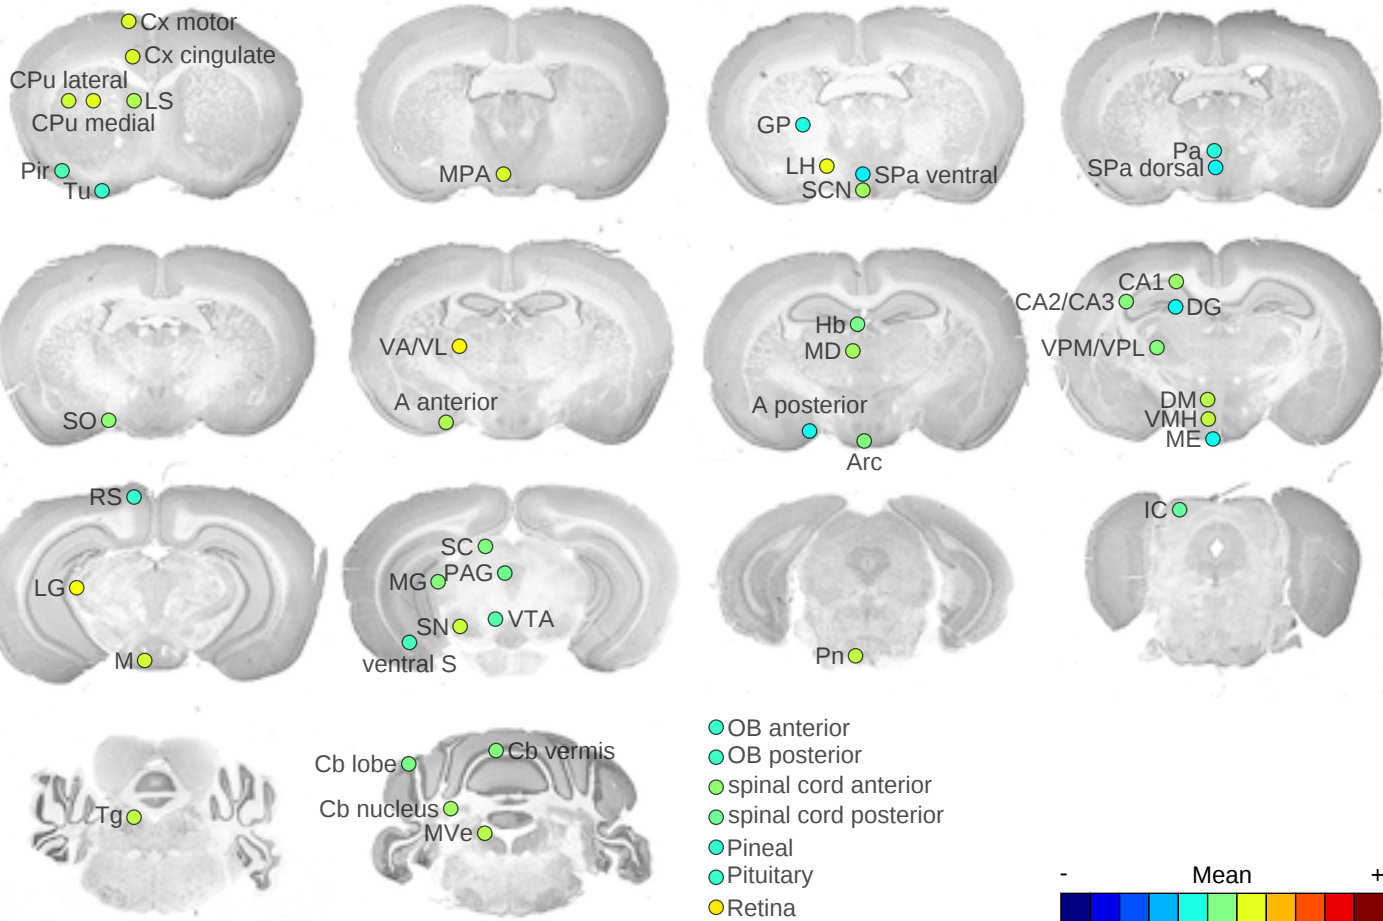 Cx motor
Cx cingulate
CPu lateral
LS
CPu medial
Pir
Tu
MPA
GP
LH
SPa ventral
SCN
Pa
SPa dorsal
SO
VA/VL
A anterior
Hb
MD
A posterior
Arc
CA1
CA2/CA3
DG
VPM/VPL
DM
VMH
ME
RS
LG
M
SC
MG
PAG
SN
VTA
ventral S
Pn
IC
Tg
Cb lobe
Cb vermis
Cb nucleus
MVe
OB anterior
OB posterior
spinal cord anterior
spinal cord posterior
Pineal
Pituitary
Retina
- Mean +